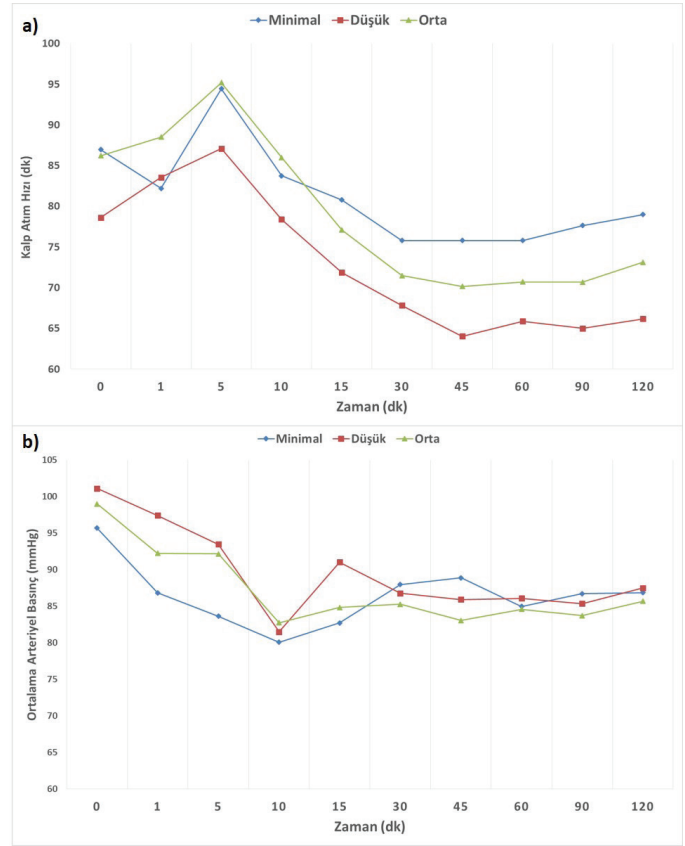 a)
Minimal Düşük Orta
100
95
90
85
80
75
70
65
60
Kalp Atım Hızı (dk)
0 1 5 10 15 30 45 60 90 120
Zaman (dk)
b)
Minimal Düşük Orta
105
100
95
90
85
80
75
70
65
60
Ortalama Arteriyel Basınç (mmHg)
0 1 5 10 15 30 45 60 90 120
Zaman (dk)